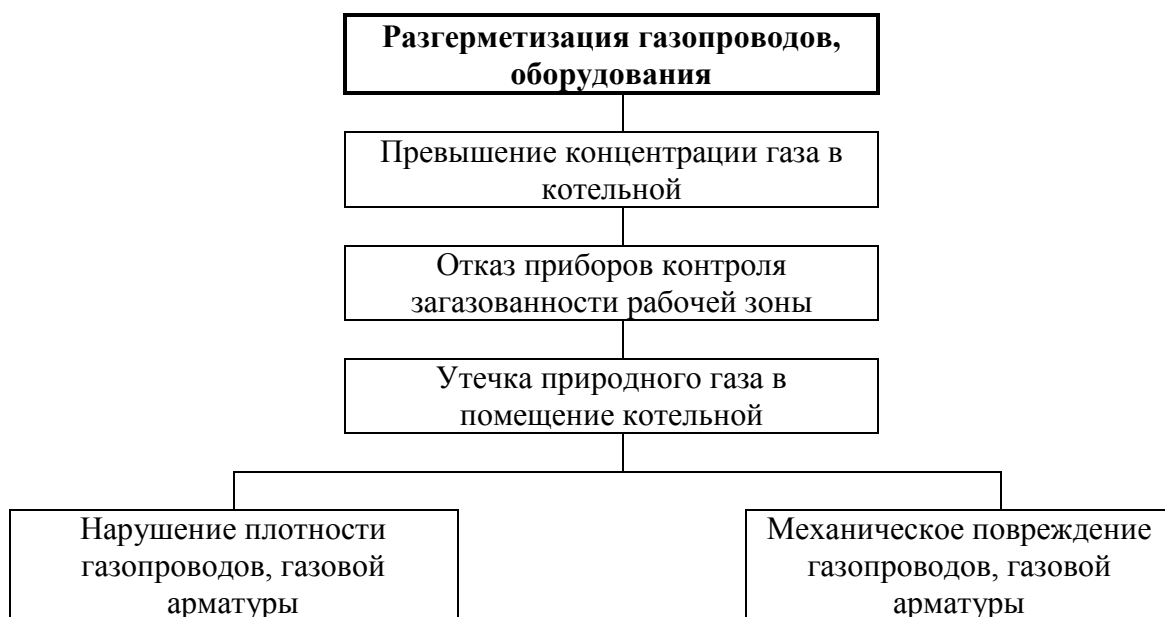 Разгерметизация газопроводов,
оборудования
Превышение концентрации газа в
котельной
Отказ приборов контроля
загазованности рабочей зоны
Утечка природного газа в
помещение котельной
Нарушение плотности
газопроводов, газовой
арматуры
Механическое повреждение
газопроводов, газовой
арматуры